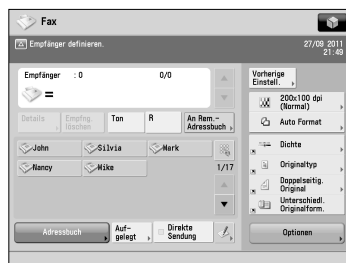 Fax
Empfänger definieren.
27/09 2011
21:49
Empfänger : 0 0/0
=
Details
Empfng. löschen
Ton
R
An Rem.-
Adressbuch
John Silvia Mark
Nancy Mike 1/17
Adressbuch
Auf-
gelegt
Direkte
Sendung
Vorherige
Einstell.
200x100 dpi
(Normal)
Auto Format
Dichte
Originaltyp
Doppelseitig.
Original
Unterschiedl.
Originalform.
Optionen